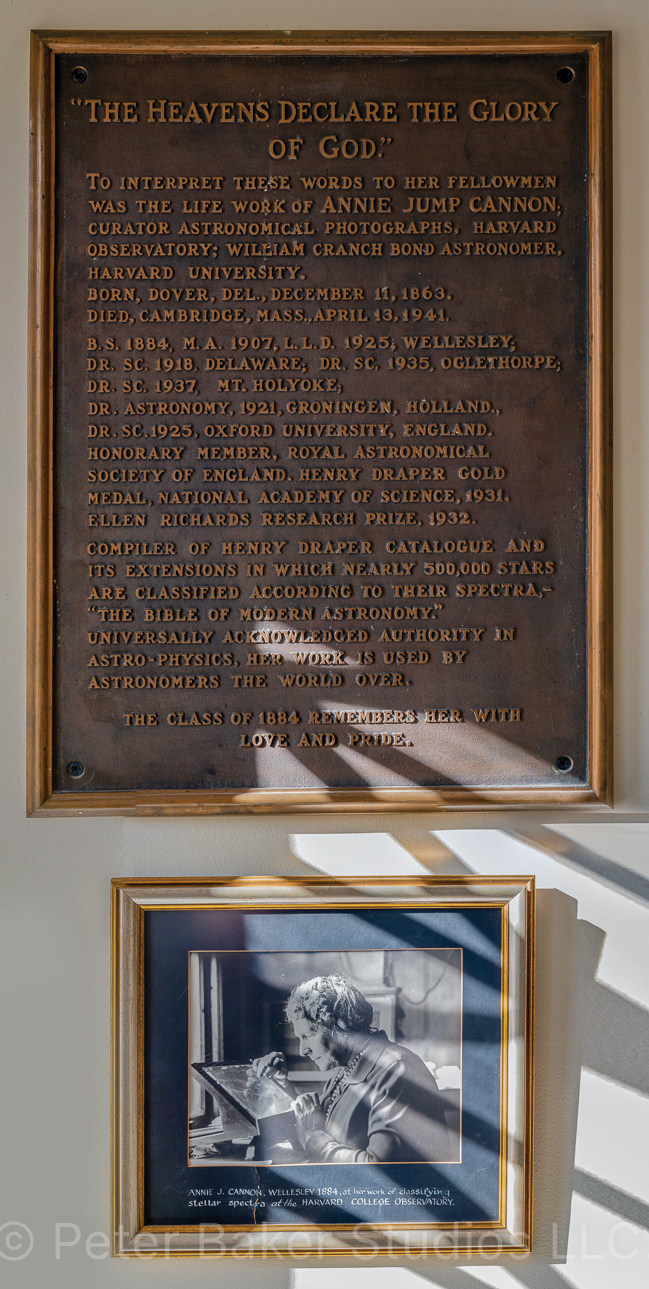 "THE HEAVENS DECLARE THE GLORY
OF GOD."
TO INTERPRET THESE WORDS TO HER FELLOWMEN
WAS THE LIFE WORK OF ANNIE JUMP CANNON,
CURATOR ASTRONOMICAL PHOTOGRAPHS, HARVARD
OBSERVATORY; WILLIAM CRANCH BOND ASTRONOMER,
HARVARD UNIVERSITY.
BORN, DOVER, DEL., DECEMBER 11, 1863.
DIED, CAMBRIDGE, MASS., APRIL 13, 1941.
B.S. 1884, M.A. 1907, L.L.D. 1925, WELLESLEY;
DR. SC. 1918, DELAWARE; DR. SC. 1935, OGLETHORPE;
DR. SC. 1937, MT. HOLYOKE;
DR. ASTRONOMY, 1921, GRONINGEN, HOLLAND.,
DR. SC. 1925, OXFORD UNIVERSITY, ENGLAND.
HONORARY MEMBER, ROYAL ASTRONOMICAL
SOCIETY OF ENGLAND. HENRY DRAPER GOLD
MEDAL, NATIONAL ACADEMY OF SCIENCE, 1931.
ELLEN RICHARDS RESEARCH PRIZE, 1932.
COMPILER OF HENRY DRAPER CATALOGUE AND
ITS EXTENSIONS IN WHICH NEARLY 500,000 STARS
ARE CLASSIFIED ACCORDING TO THEIR SPECTRA,-
"THE BIBLE OF MODERN ASTRONOMY."
UNIVERSALLY ACKNOWLEDGED AUTHORITY IN
ASTRO-PHYSICS, HER WORK IS USED BY
ASTRONOMERS THE WORLD OVER.
THE CLASS OF 1884 REMEMBERS HER WITH
LOVE AND PRIDE.
ANNIE J. CANNON, WELLESLEY 1884, at her work of classifying
stellar spectra at the HARVARD COLLEGE OBSERVATORY.
© Peter Baker Studios LLC.